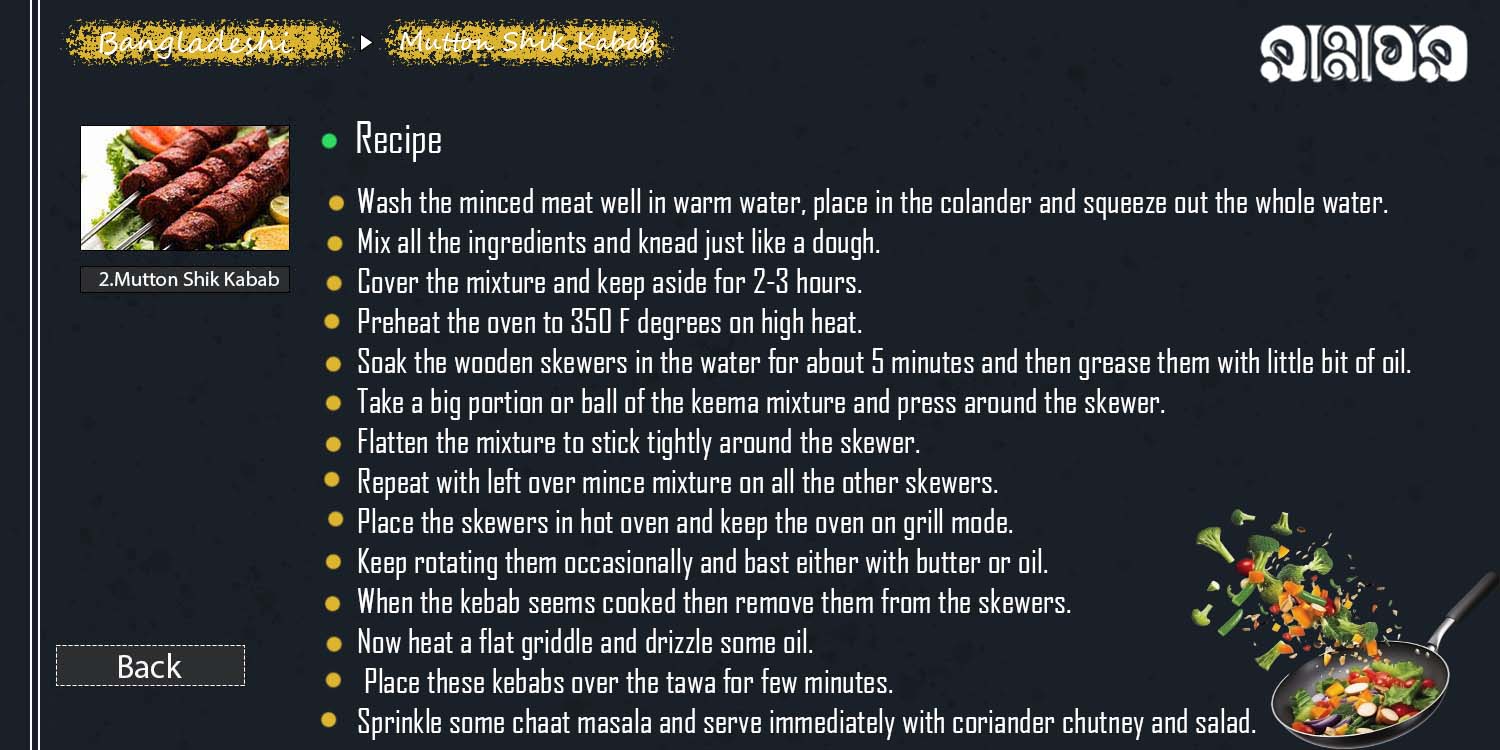 Bangladeshi
Mutton Shik Kabab
রান্নাঘর
Recipe
2.Mutton Shik Kabab
Wash the minced meat well in warm water, place in the colander and squeeze out the whole water.
Mix all the ingredients and knead just like a dough.
Cover the mixture and keep aside for 2-3 hours.
Preheat the oven to 350 F degrees on high heat.
Soak the wooden skewers in the water for about 5 minutes and then grease them with little bit of oil.
Take a big portion or ball of the keema mixture and press around the skewer.
Flatten the mixture to stick tightly around the skewer.
Repeat with left over mince mixture on all the other skewers.
Place the skewers in hot oven and keep the oven on grill mode.
Keep rotating them occasionally and bast either with butter or oil.
When the kebab seems cooked then remove them from the skewers.
Now heat a flat griddle and drizzle some oil.
Place these kebabs over the tawa for few minutes.
Sprinkle some chaat masala and serve immediately with coriander chutney and salad.
Back